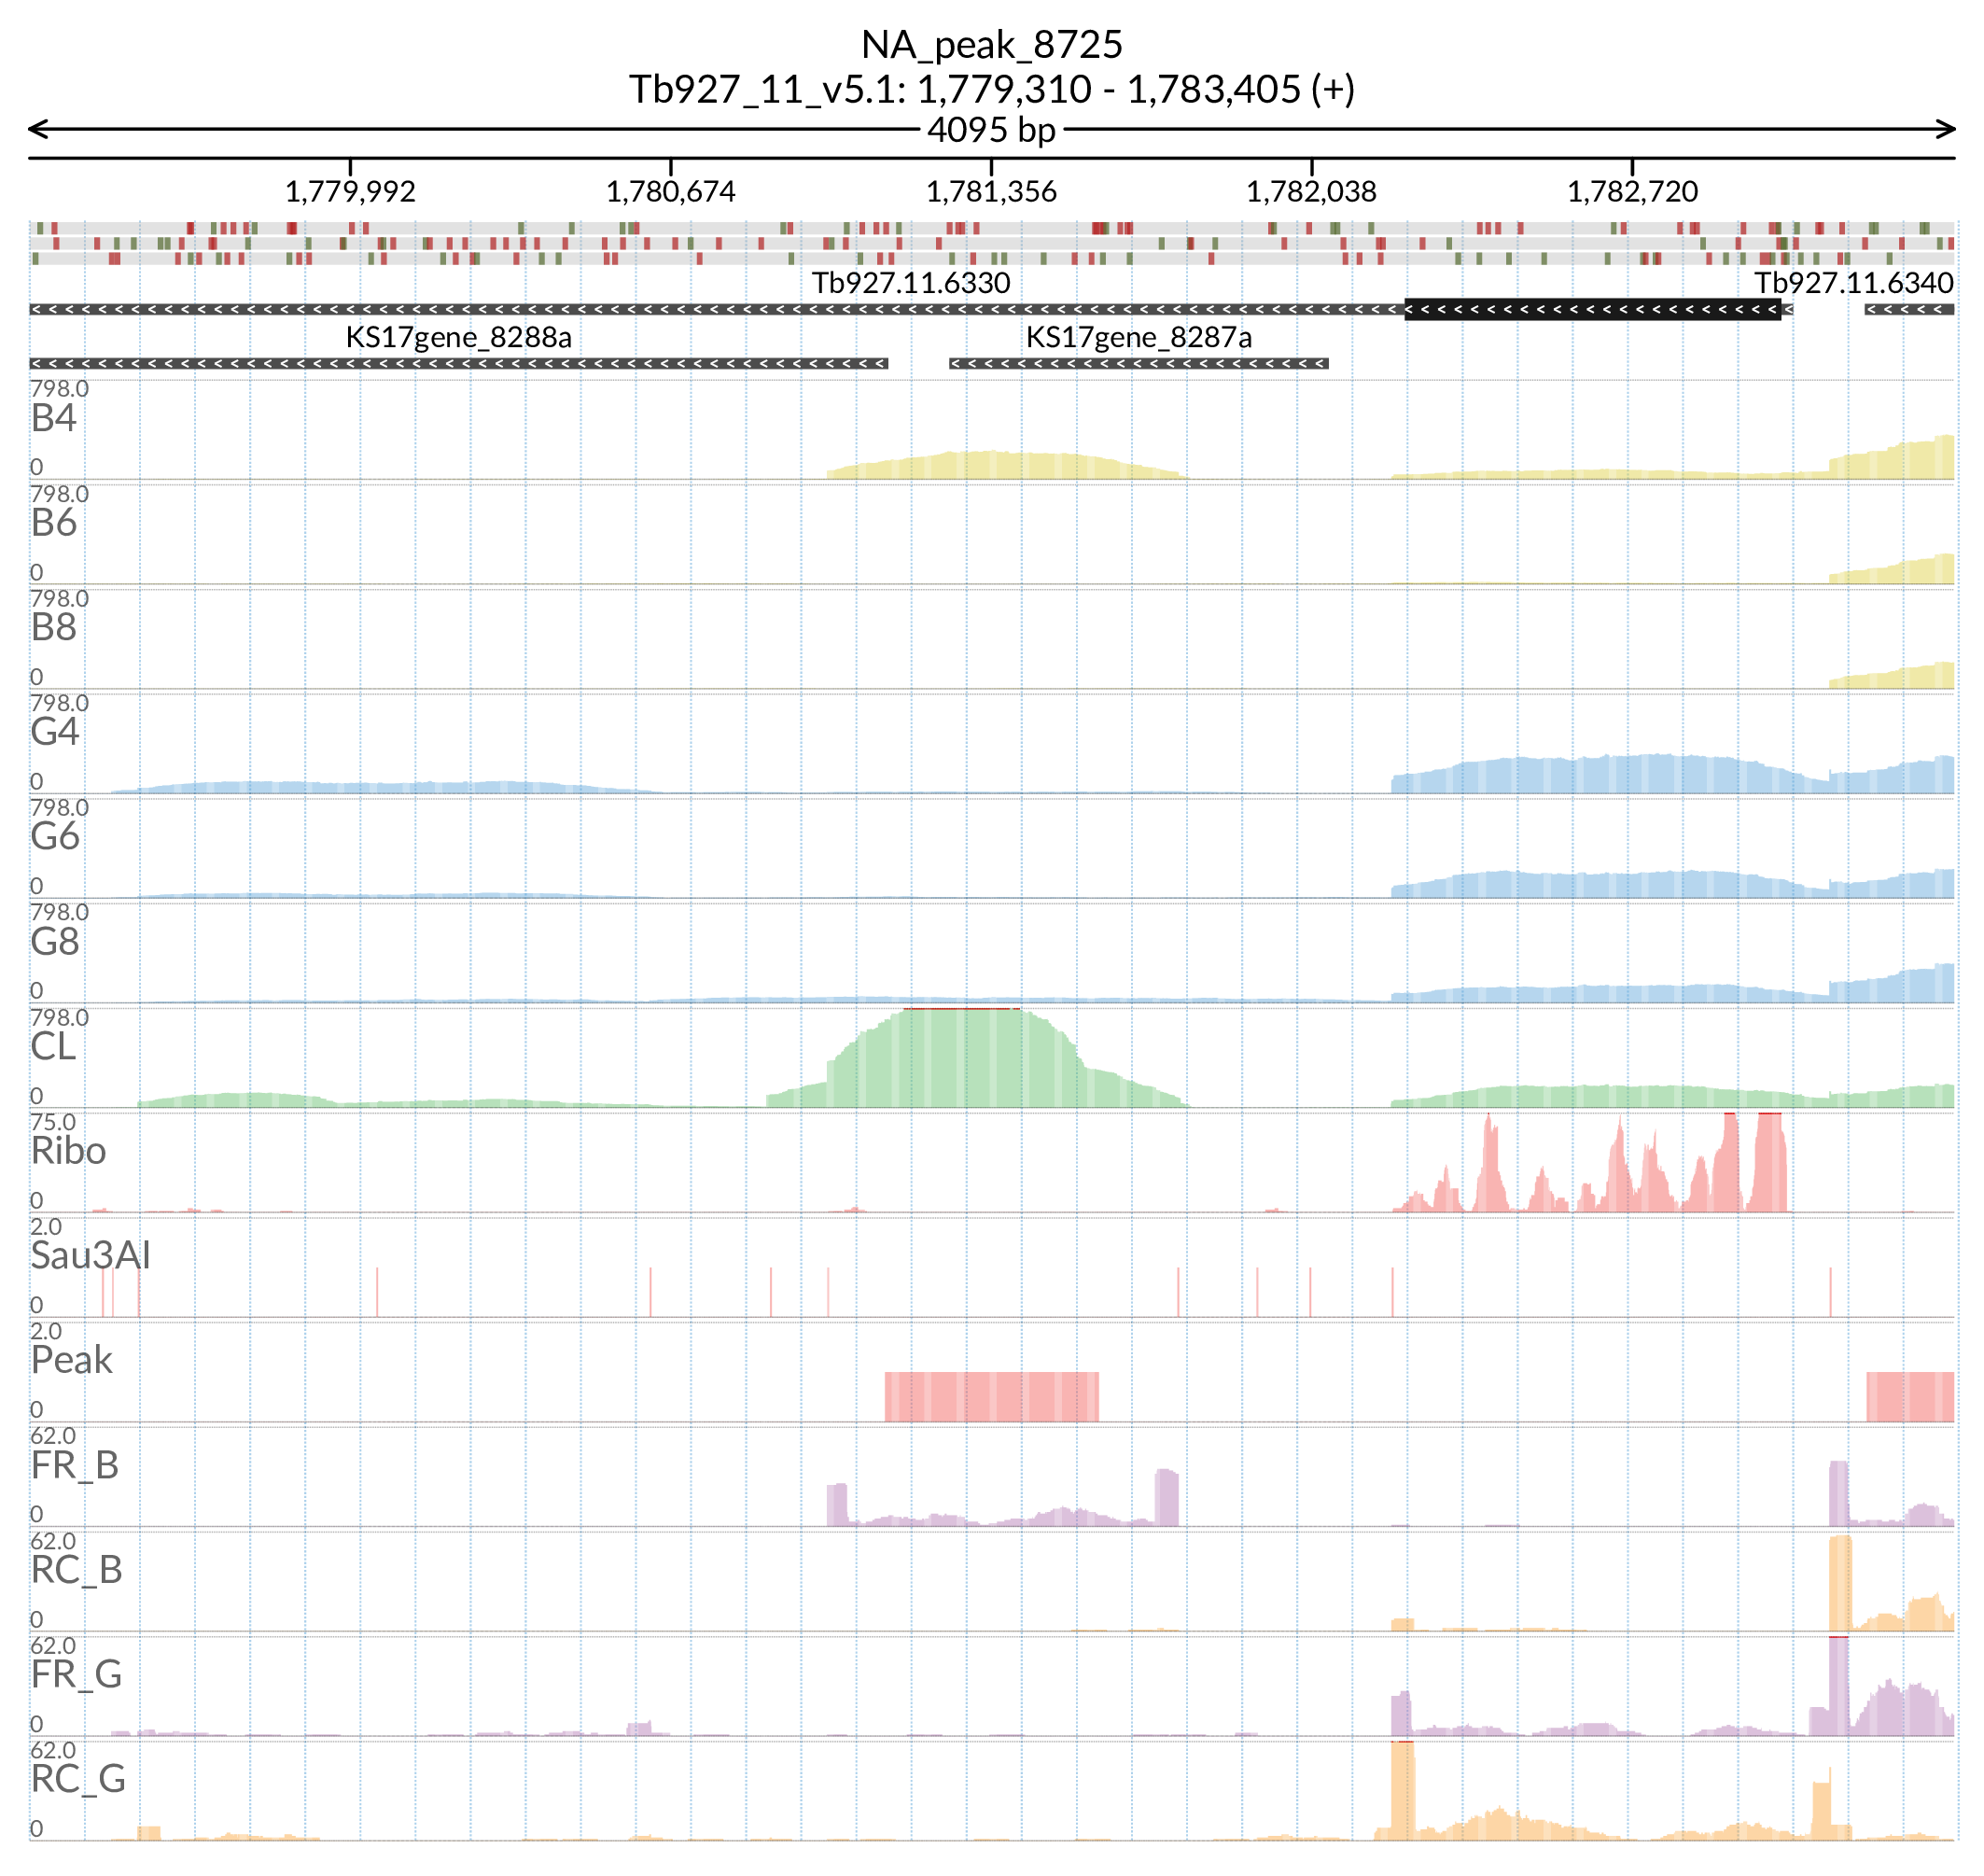 NA_peak_8725
Tb927_11_v5.1: 1,779,310 - 1,783,405 (+)
4095 bp
1,779,992 1,780,674 1,781,356 1,782,038 1,782,720
Tb927.11.6330 Tb927.11.6340
KS17gene_8288a KS17gene_8287a
798.0
B4
0
798.0
B6
0
798.0
B8
0
798.0
G4
0
798.0
G6
0
798.0
G8
0
798.0
CL
0
75.0
Ribo
0
2.0
Sau3AI
0
2.0
Peak
0
62.0
FR_B
0
62.0
RC_B
0
62.0
FR_G
0
62.0
RC_G
0